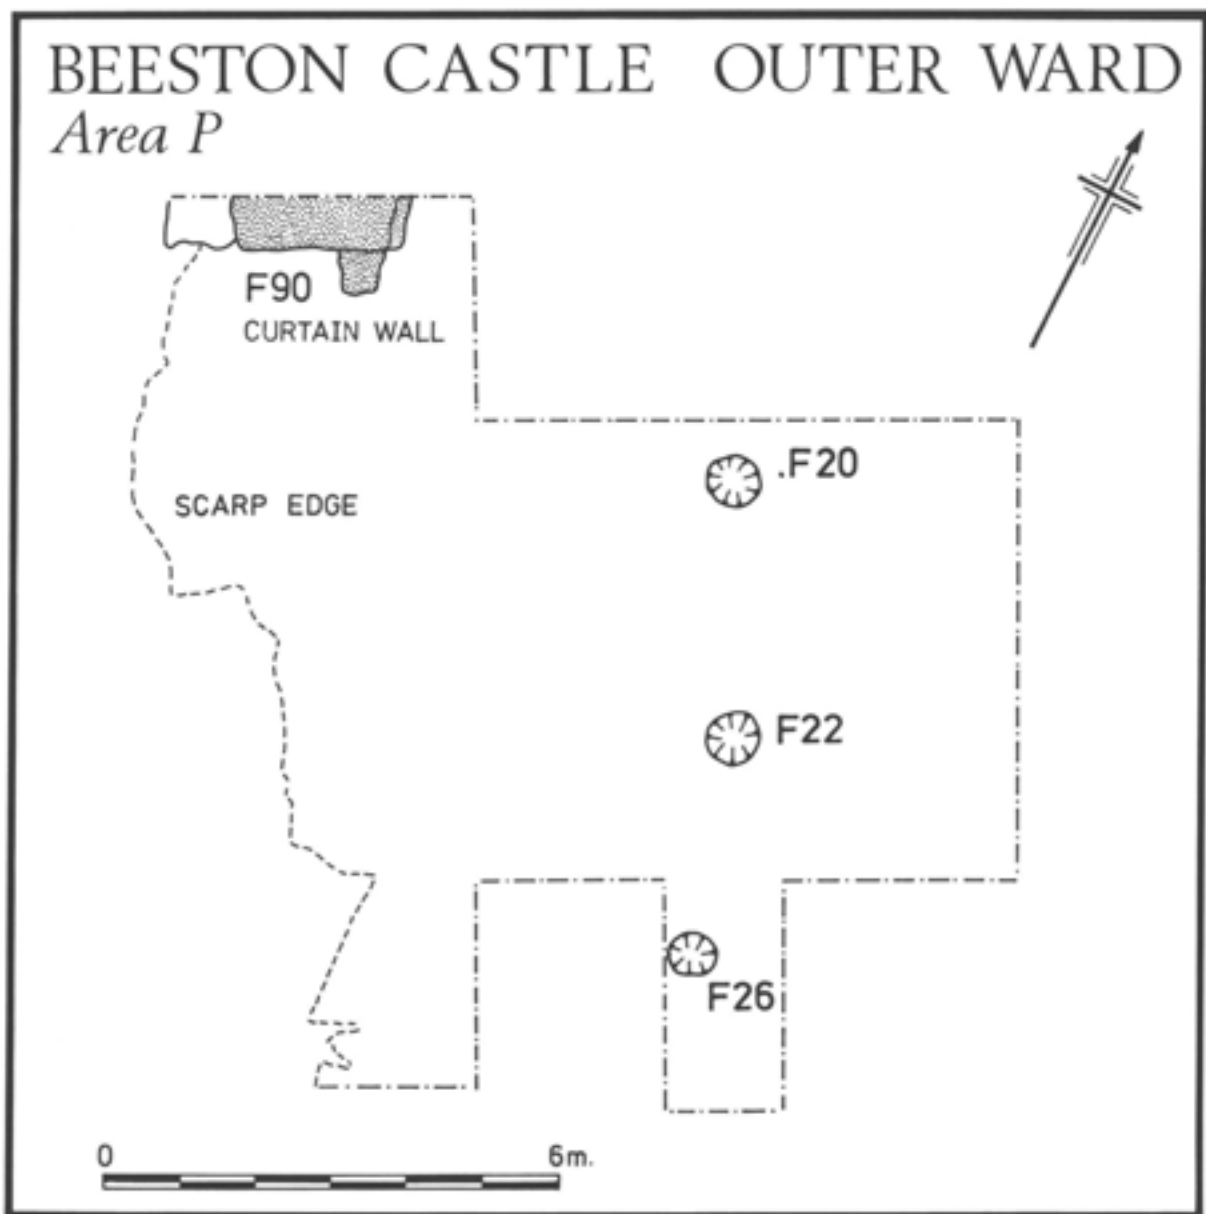 BEESTON CASTLE OUTER WARD
Area P
F90
CURTAIN WALL
.F20
SCARP EDGE
F22
F26
0 6m.